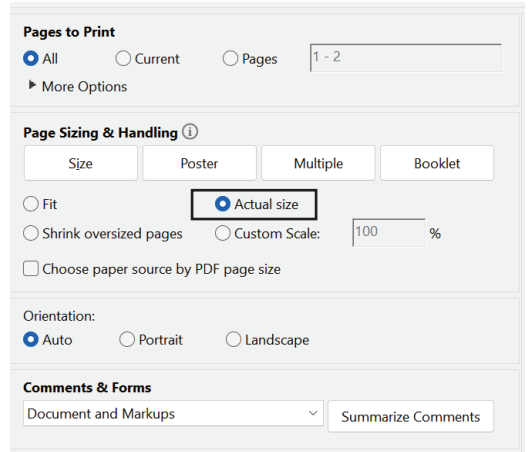 Pages to Print
All Current Pages 1 - 2
More Options
Page Sizing & Handling
Size Poster Multiple Booklet
Fit Actual size
Shrink oversized pages Custom Scale: 100 %
Choose paper source by PDF page size
Orientation:
Auto Portrait Landscape
Comments & Forms
Document and Markups Summarize Comments